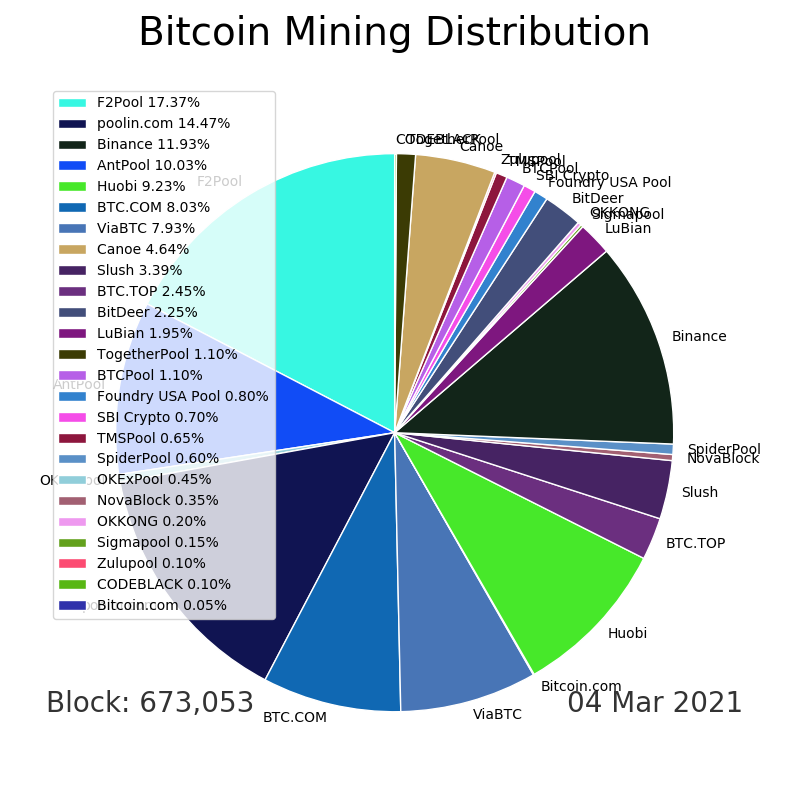 Bitcoin Mining Distribution
F2Pool 17.37%
poolin.com 14.47%
Binance 11.93%
AntPool 10.03%
Huobi 9.23%
BTC.COM 8.03%
ViaBTC 7.93%
Canoe 4.64%
Slush 3.39%
BTC.TOP 2.45%
BitDeer 2.25%
LuBian 1.95%
TogetherPool 1.10%
BTCPool 1.10%
Foundry USA Pool 0.80%
SBI Crypto 0.70%
TMSPool 0.65%
SpiderPool 0.60%
OKExPool 0.45%
NovaBlock 0.35%
OKKONG 0.20%
Sigmapool 0.15%
Zulupool 0.10%
CODEBLACK 0.10%
Bitcoin.com 0.05%
CODEBLACK
TogetherPool
Canoe
Zulupool
TMSPool
BTCPool
SBI Crypto
Foundry USA Pool
BitDeer
OKKONG
Sigmapool
LuBian
Binance
SpiderPool
NovaBlock
Slush
BTC.TOP
Huobi
Bitcoin.com
ViaBTC
BTC.COM
F2Pool
AntPool
Block: 673,053
04 Mar 2021